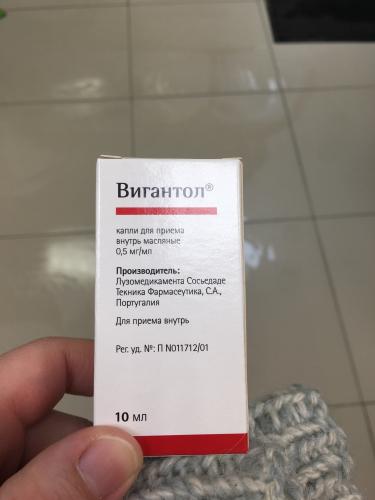 Вигантол®
капли для приема
внутрь масляные
0,5 мг/мл
Производитель:
Лузомедикамента Сосьедаде
Текника Фармасеутика, С.А.,
Португалия
Для приема внутрь
Рег. уд. №: П N011712/01
10 мл